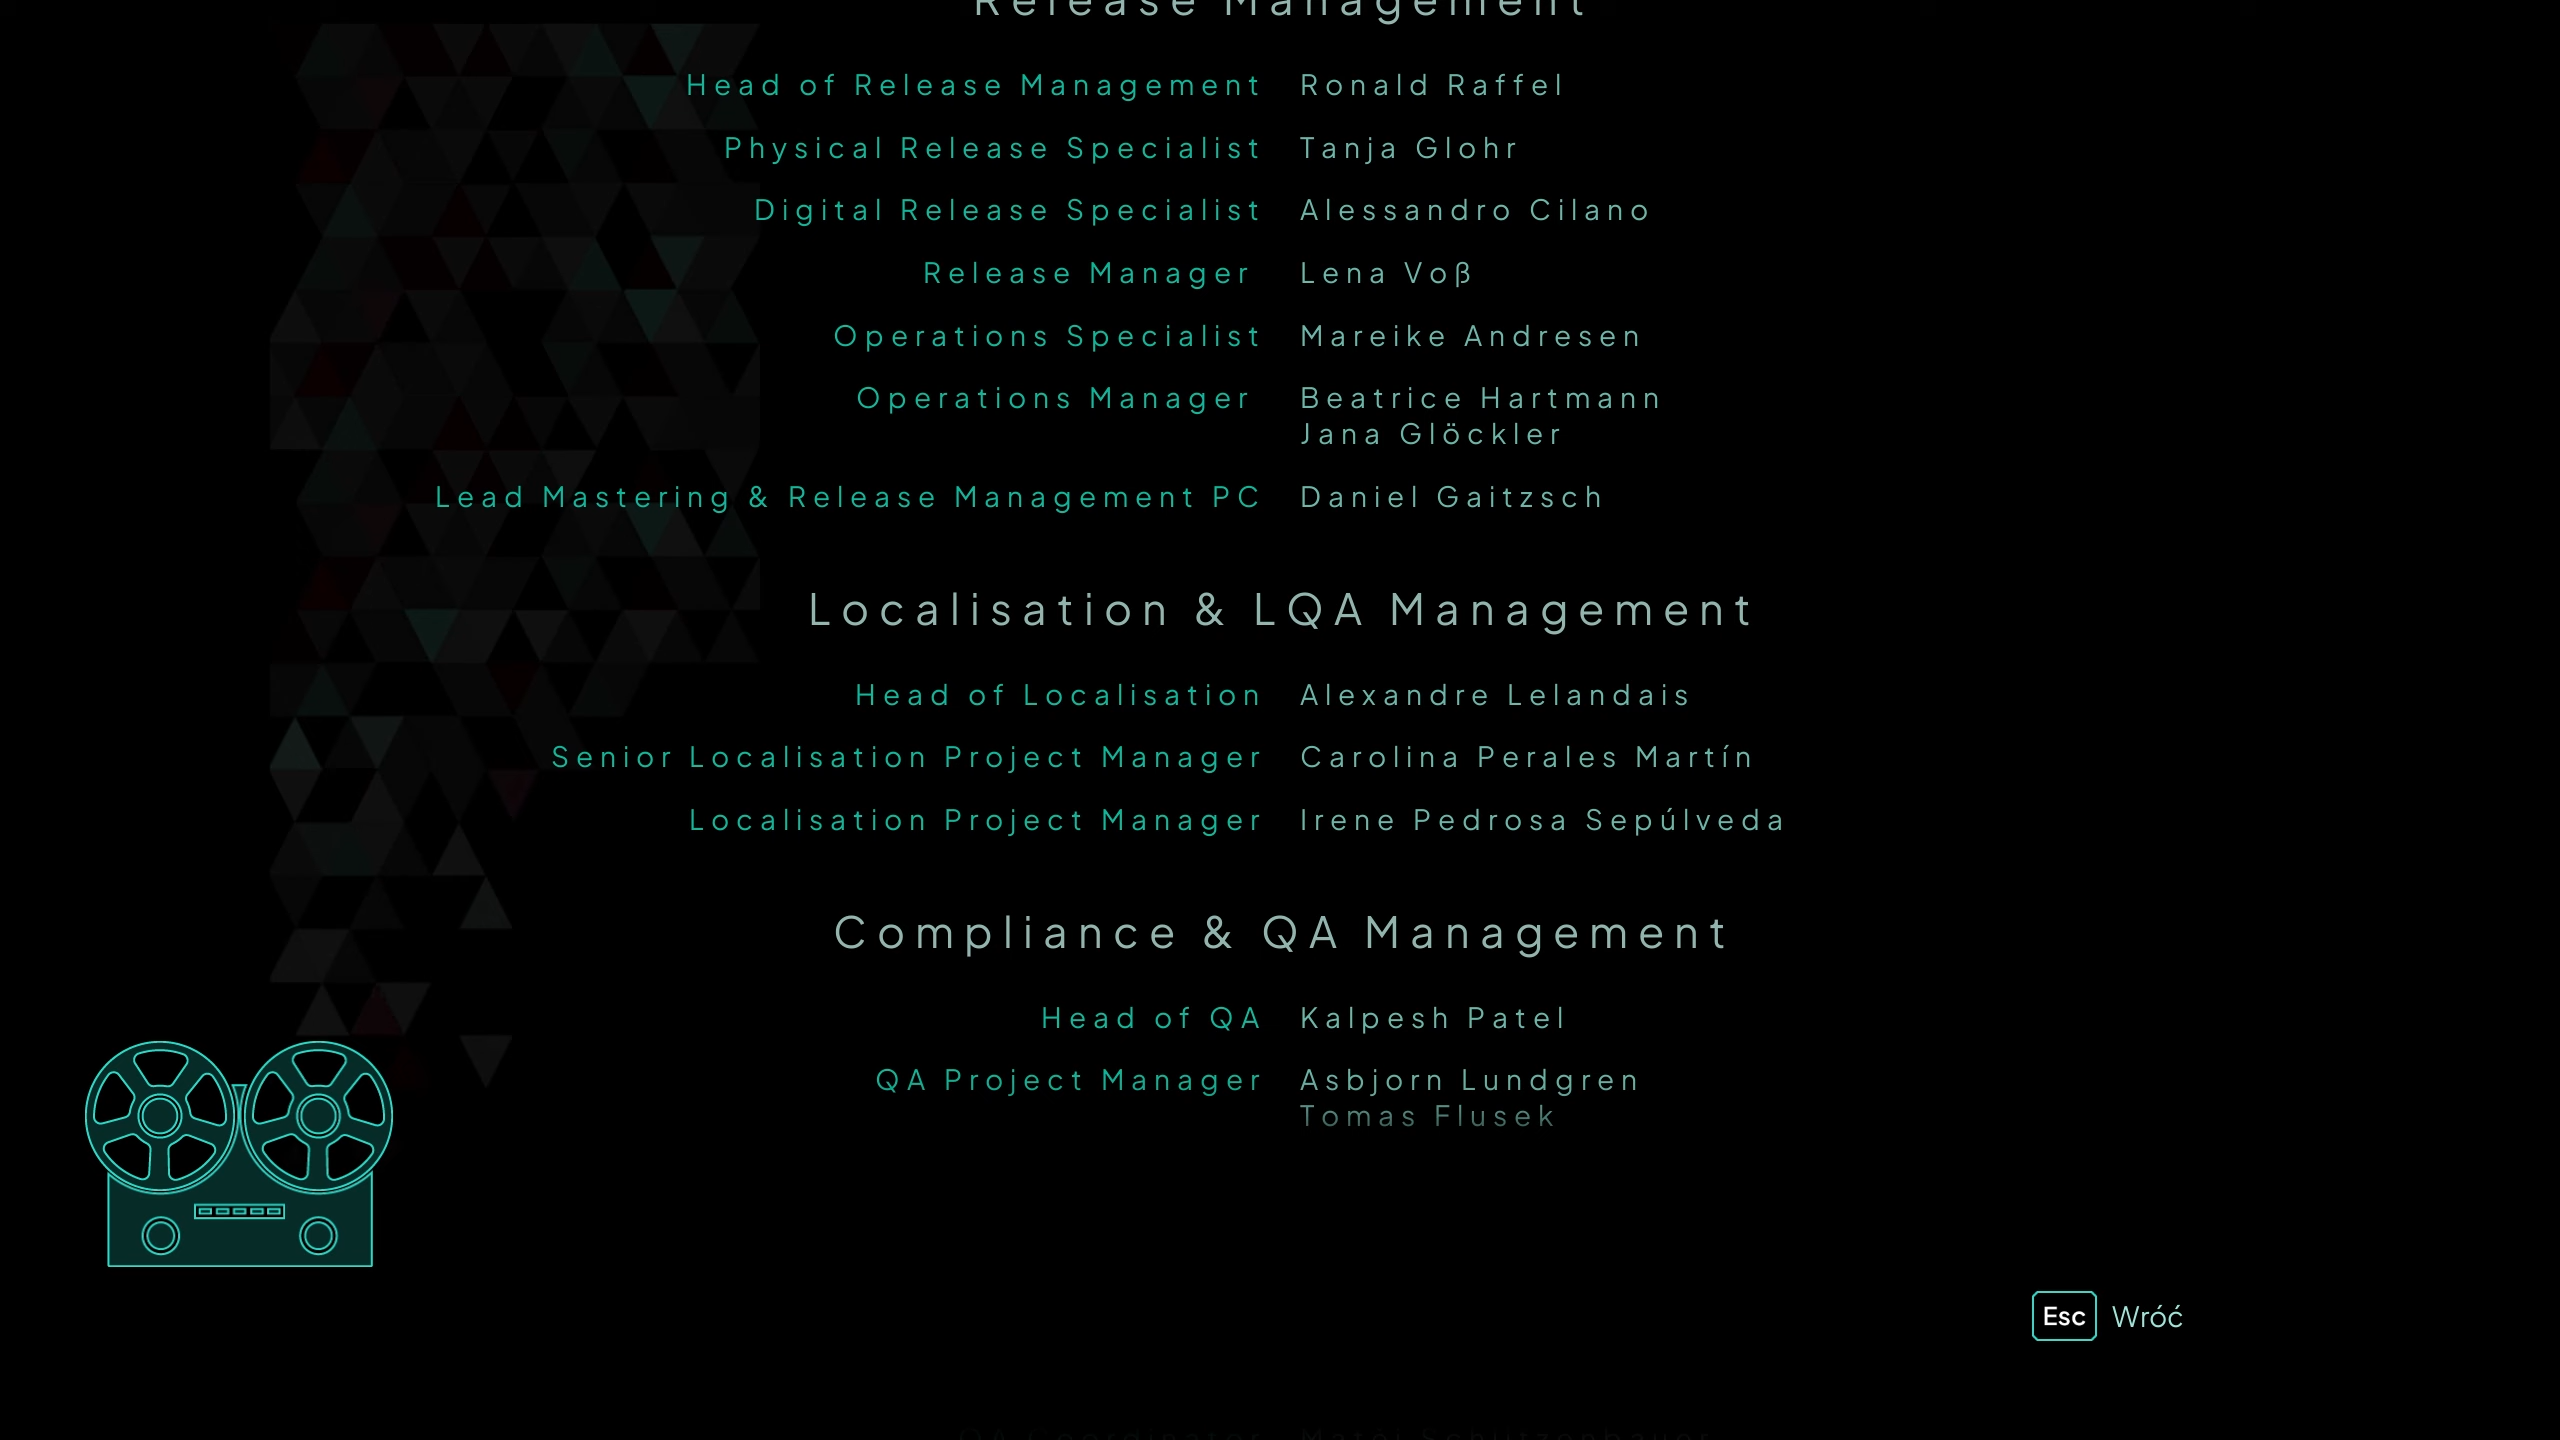 Release Management
Head of Release Management Ronald Raffel
Physical Release Specialist Tanja Glohr
Digital Release Specialist Alessandro Cilano
Release Manager Lena Voß
Operations Specialist Mareike Andresen
Operations Manager Beatrice Hartmann
Jana Glöckler
Lead Mastering & Release Management PC Daniel Gaitzsch
Localisation & LQA Management
Head of Localisation Alexandre Lelandais
Senior Localisation Project Manager Carolina Perales Martín
Localisation Project Manager Irene Pedrosa Sepúlveda
Compliance & QA Management
Head of QA Kalpesh Patel
QA Project Manager Asbjorn Lundgren
Tomas Flusek
Esc Wróć